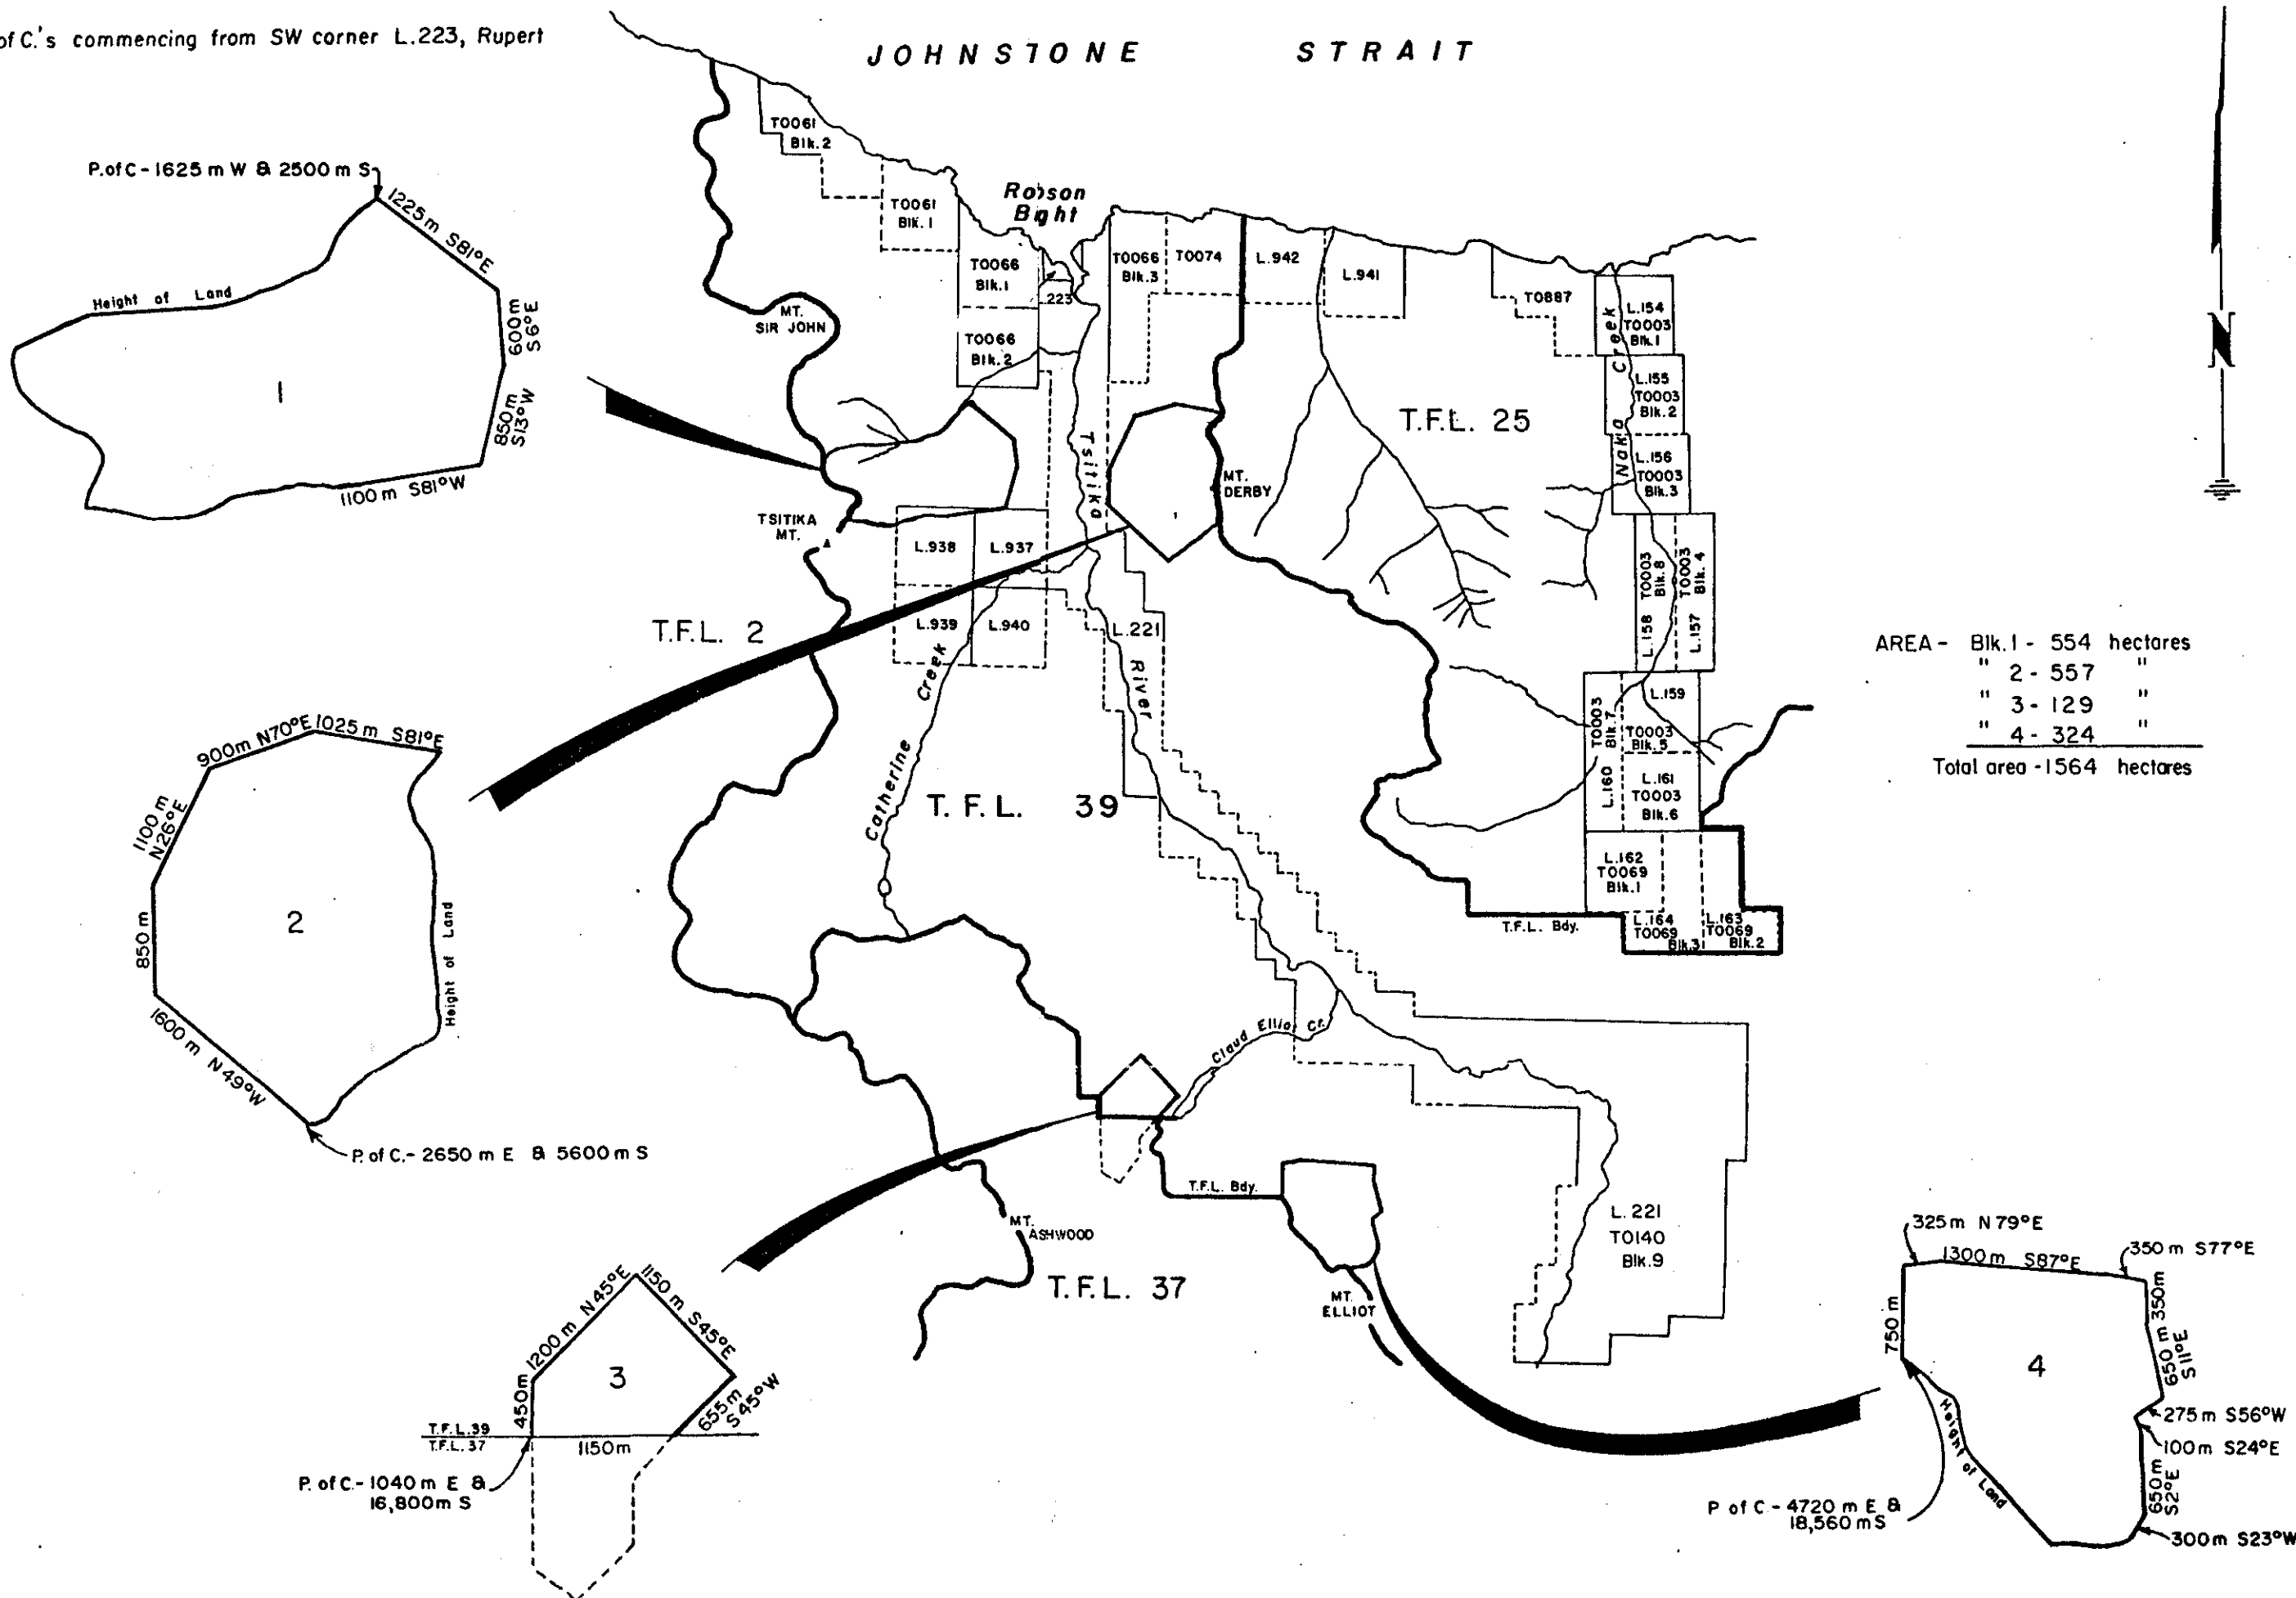 of C.'s commencing from SW corner L.223, Rupert
JOHNSTONE STRAIT
P. of C - 1625 m W & 2500 m S
1225 m S81°E
Height of Land
600m
S6°E
850m
S13°W
1100 m S81°W
1
T0061
Blk.2
T0061
Blk. 1
Robson
Bight
T0066
Blk.1
223
T0066
Blk.2
T0066
Blk.3
T0074
L.942
L.941
T0887
L.154
T0003
Blk.1
L.155
T0003
Blk.2
L.156
T0003
Blk.3
Naka Creek
N
MT.
SIR JOHN
T.F.L. 25
Tsitika
River
MT.
DERBY
1
TSITIKA
MT.
L.938
L.937
L.939
L.940
L.221
T.F.L. 2
Catherine Creek
T0003
Blk.8
L.158
T0003
Blk.4
L.157
T0003
Blk.7
L.160
L.159
T0003
Blk.5
L.161
T0003
Blk.6
L.162
T0069
Blk.1
L.164
T0069
Blk.3
L.163
T0069
Blk.2
T.F.L. Bdy.
AREA - Blk.1 - 554 hectares
" 2 - 557 "
" 3 - 129 "
" 4 - 324 "
Total area - 1564 hectares
900m N70°E
1025 m S81°E
1100 m
N26°E
850 m
1600 m N49°W
Height of Land
2
P. of C. - 2650 m E & 5600 m S
T.F.L. 39
Claud Elliot Cr.
T.F.L. Bdy.
MT.
ASHWOOD
T.F.L. 37
MT.
ELLIOT
L. 221
T0140
Blk.9
1200 m N45°E
1150 m S45°E
3
450m
655m
S45°W
T.F.L.39
T.F.L. 37
1150m
P. of C. - 1040 m E &
16,800m S
325m N79°E
1300 m S87°E
350 m S77°E
750 m
350m
650 m
S11°E
4
275 m S56°W
100m S24°E
650m
S2°E
300m S23°W
Height of Land
P of C - 4720 m E &
18,560 mS